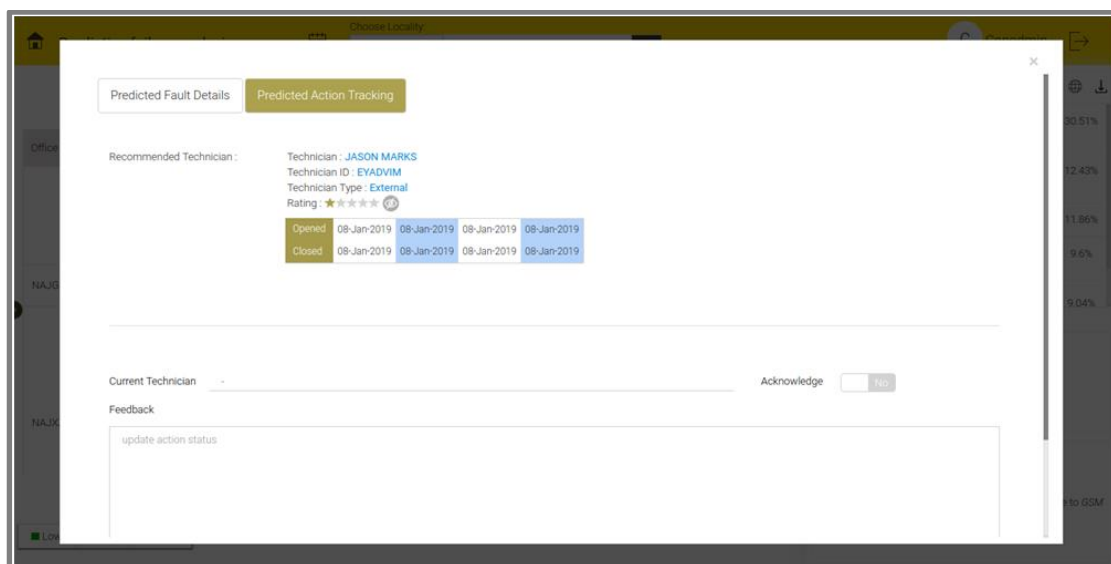 Choose Locality:
Office
30.51%
12.43%
11.86%
9.6%
9.04%
NAJG
NAJX
e to GSM
Low
×
Predicted Fault Details
Predicted Action Tracking
Recommended Technician :
Technician : JASON MARKS
Technician ID : EYADVIM
Technician Type : External
Rating :
Opened 08-Jan-2019 08-Jan-2019 08-Jan-2019 08-Jan-2019
Closed 08-Jan-2019 08-Jan-2019 08-Jan-2019 08-Jan-2019
Current Technician -
Acknowledge No
Feedback
update action status